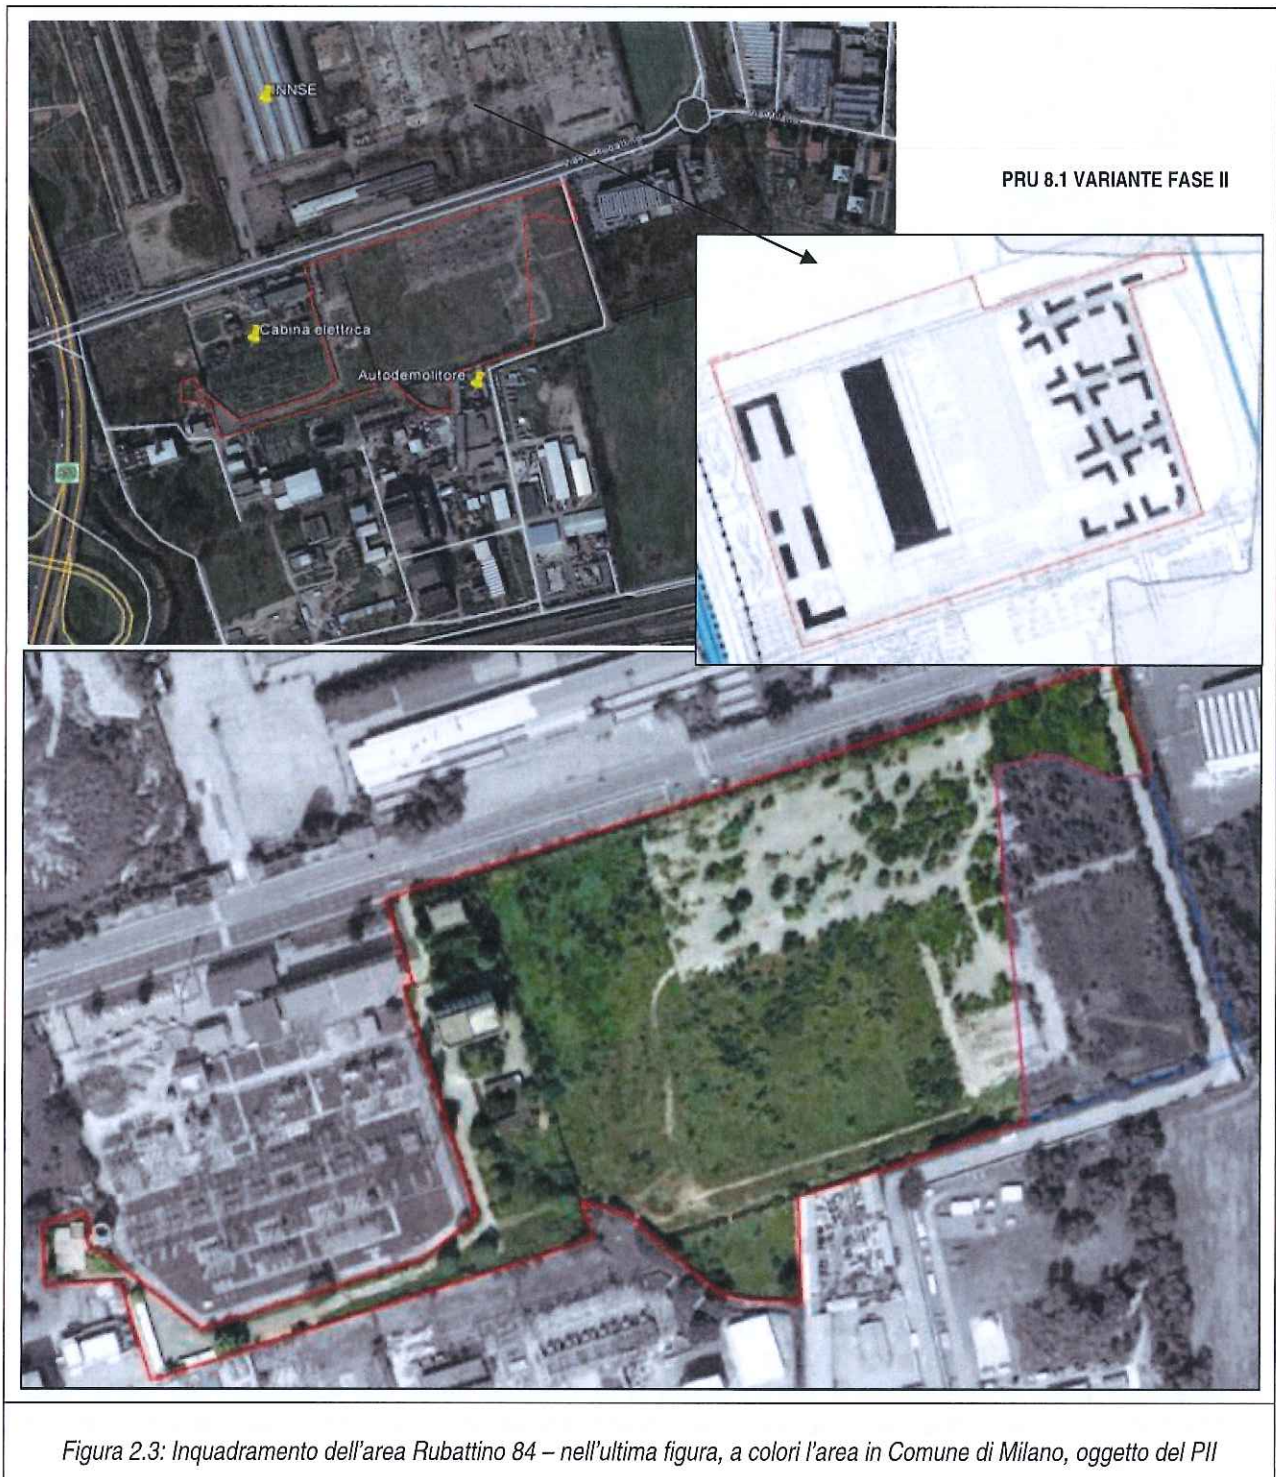 INNSE
PRU 8.1 VARIANTE FASE II
Cabina elettrica
Autodemolitore
Figura 2.3: Inquadramento dell'area Rubattino 84 – nell'ultima figura, a colori l'area in Comune di Milano, oggetto del PII